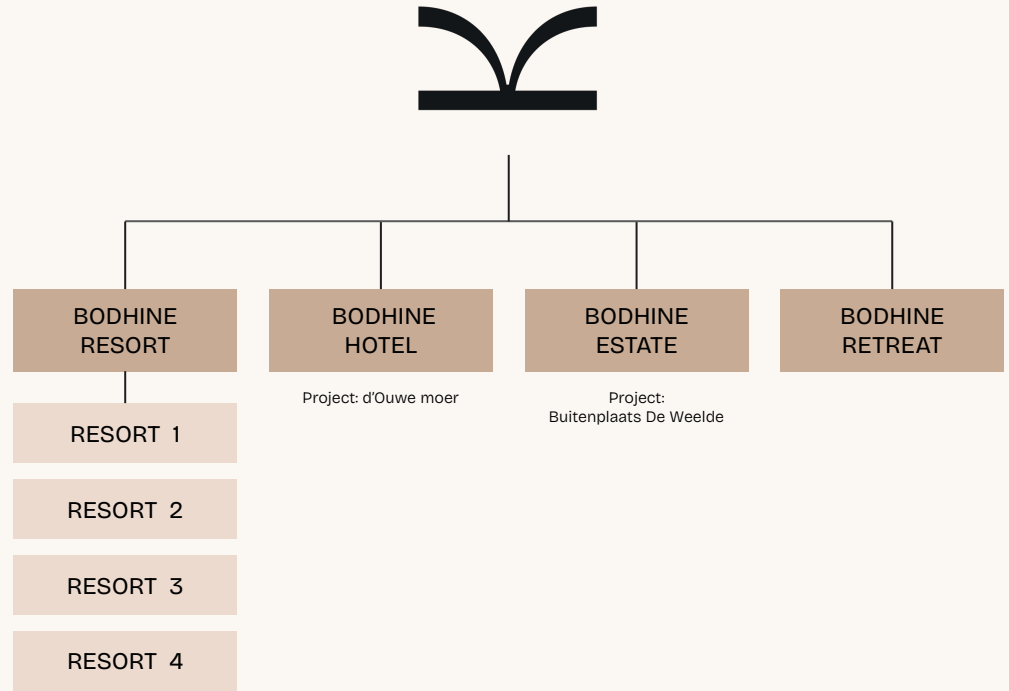 BODHINE
RESORT
BODHINE
HOTEL
BODHINE
ESTATE
BODHINE
RETREAT
Project: d’Ouwe moer
Project:
Buitenplaats De Weelde
RESORT 1
RESORT 2
RESORT 3
RESORT 4